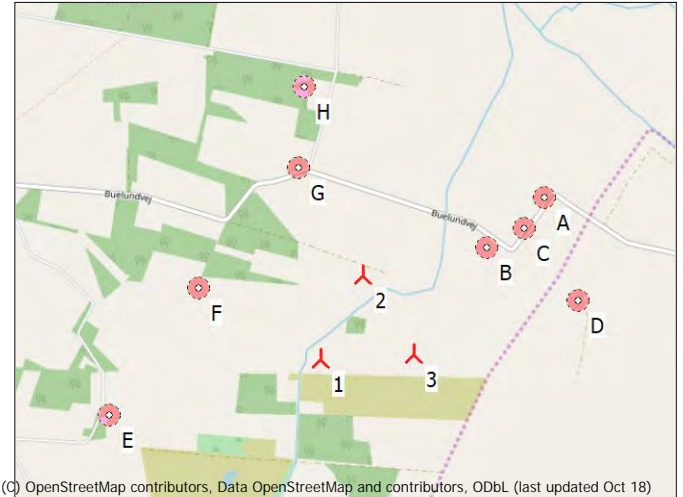 H
G
Buelundvej
A
Buelundvej
C
B
F
2
D
1
3
E
(C) OpenStreetMap contributors, Data OpenStreetMap and contributors, ODbL (last updated Oct 18)